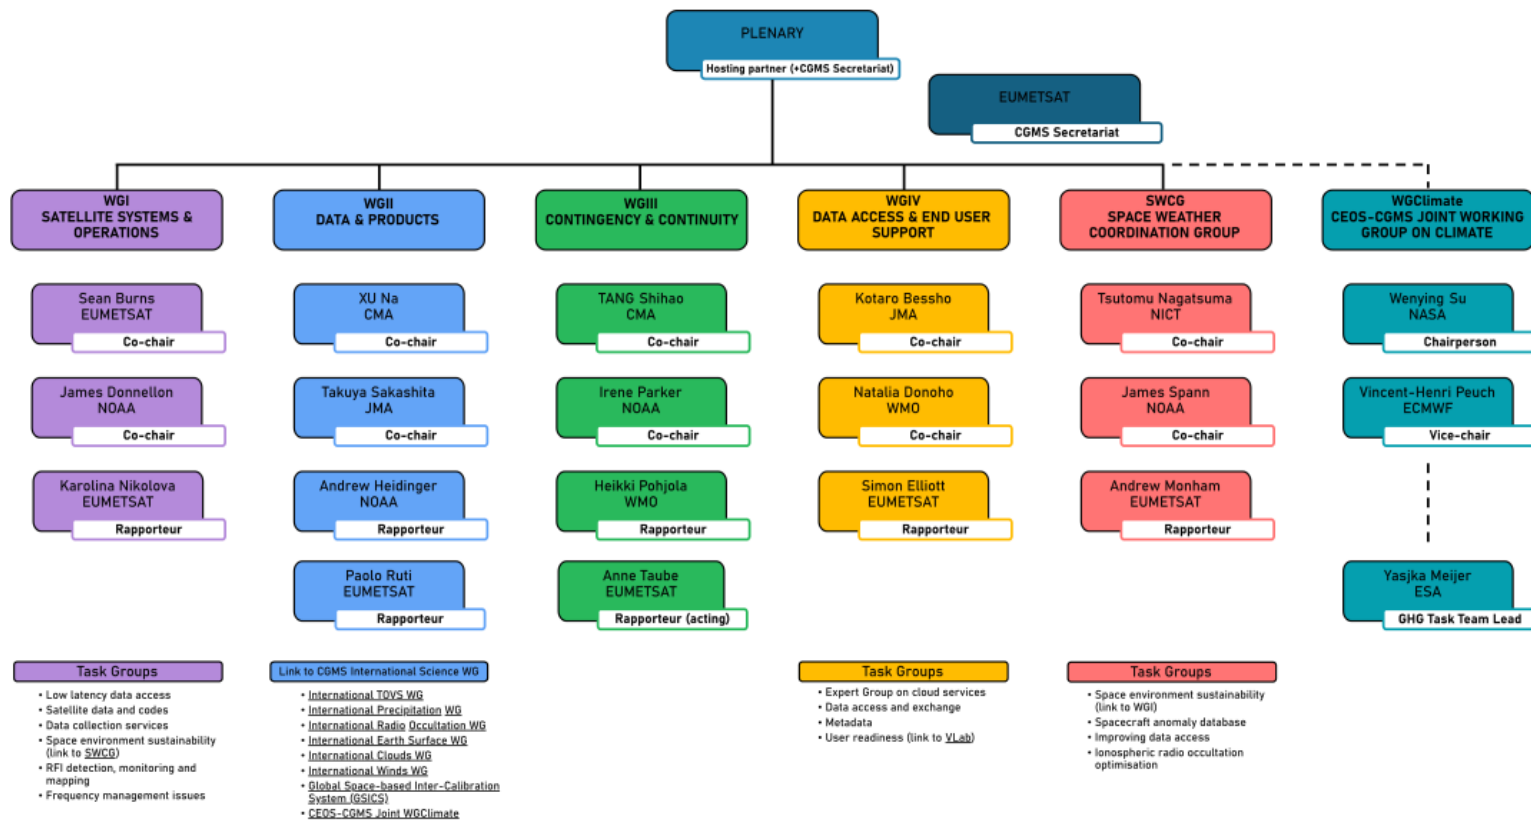 PLENARY
Hosting partner (+CGMS Secretariat)
EUMETSAT
CGMS Secretariat
WGI
SATELLITE SYSTEMS &
OPERATIONS
Sean Burns
EUMETSAT
Co-chair
James Donnellon
NOAA
Co-chair
Karolina Nikolova
EUMETSAT
Rapporteur
Task Groups
• Low latency data access
• Satellite data and codes
• Data collection services
• Space environment sustainability
(link to SWCG)
• RFI detection, monitoring and
mapping
• Frequency management issues
WGII
DATA & PRODUCTS
XU Na
CMA
Co-chair
Takuya Sakashita
JMA
Co-chair
Andrew Heidinger
NOAA
Rapporteur
Paolo Ruti
EUMETSAT
Rapporteur
Link to CGMS International Science WG
• International TOVS WG
• International Precipitation WG
• International Radio Occultation WG
• International Earth Surface WG
• International Clouds WG
• International Winds WG
• Global Space-based Inter-Calibration
System (GSICS)
• CEOS-CGMS Joint WGClimate
WGIII
CONTINGENCY & CONTINUITY
TANG Shihao
CMA
Co-chair
Irene Parker
NOAA
Co-chair
Heikki Pohjola
WMO
Rapporteur
Anne Taube
EUMETSAT
Rapporteur (acting)
WGIV
DATA ACCESS & END USER
SUPPORT
Kotaro Bessho
JMA
Co-chair
Natalia Donoho
WMO
Co-chair
Simon Elliott
EUMETSAT
Rapporteur
Task Groups
• Expert Group on cloud services
• Data access and exchange
• Metadata
• User readiness (link to VLab)
SWCG
SPACE WEATHER
COORDINATION GROUP
Tsutomu Nagatsuma
NICT
Co-chair
James Spann
NOAA
Co-chair
Andrew Monham
EUMETSAT
Rapporteur
Task Groups
• Space environment sustainability
(link to WGI)
• Spacecraft anomaly database
• Improving data access
• Ionospheric radio occultation
optimisation
WGClimate
CEOS-CGMS JOINT WORKING
GROUP ON CLIMATE
Wenying Su
NASA
Chairperson
Vincent-Henri Peuch
ECMWF
Vice-chair
Yasjka Meijer
ESA
GHG Task Team Lead